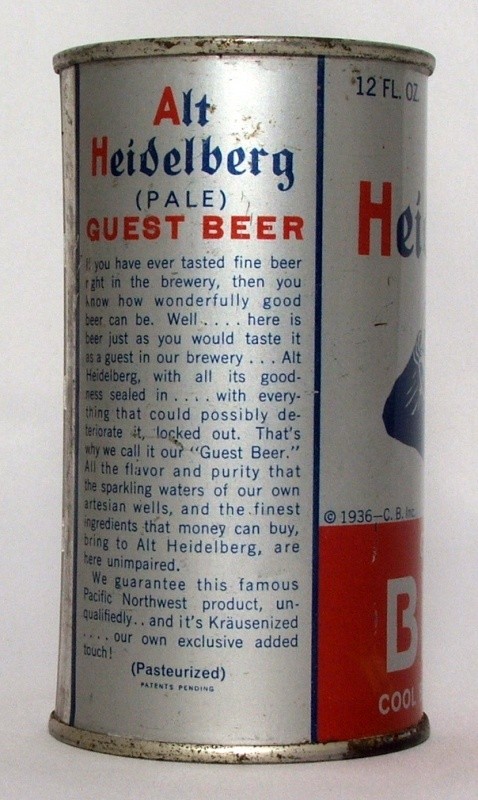 Alt
Heidelberg
(PALE)
GUEST BEER
If you have ever tasted fine beer
right in the brewery, then you
know how wonderfully good
beer can be. Well . . . . here is
beer just as you would taste it
as a guest in our brewery . . . Alt
Heidelberg, with all its good-
ness sealed in . . . . with every-
thing that could possibly de-
teriorate it, locked out. That's
why we call it our "Guest Beer."
All the flavor and purity that
the sparkling waters of our own
artesian wells, and the finest
ingredients that money can buy,
bring to Alt Heidelberg, are
here unimpaired.
We guarantee this famous
Pacific Northwest product, un-
qualifiedly . . and it's Kräusenized
. . . . our own exclusive added
touch!
(Pasteurized)
PATENTS PENDING
12 FL. OZ.
Hei
© 1936—C. B. Inc.
B
COOL